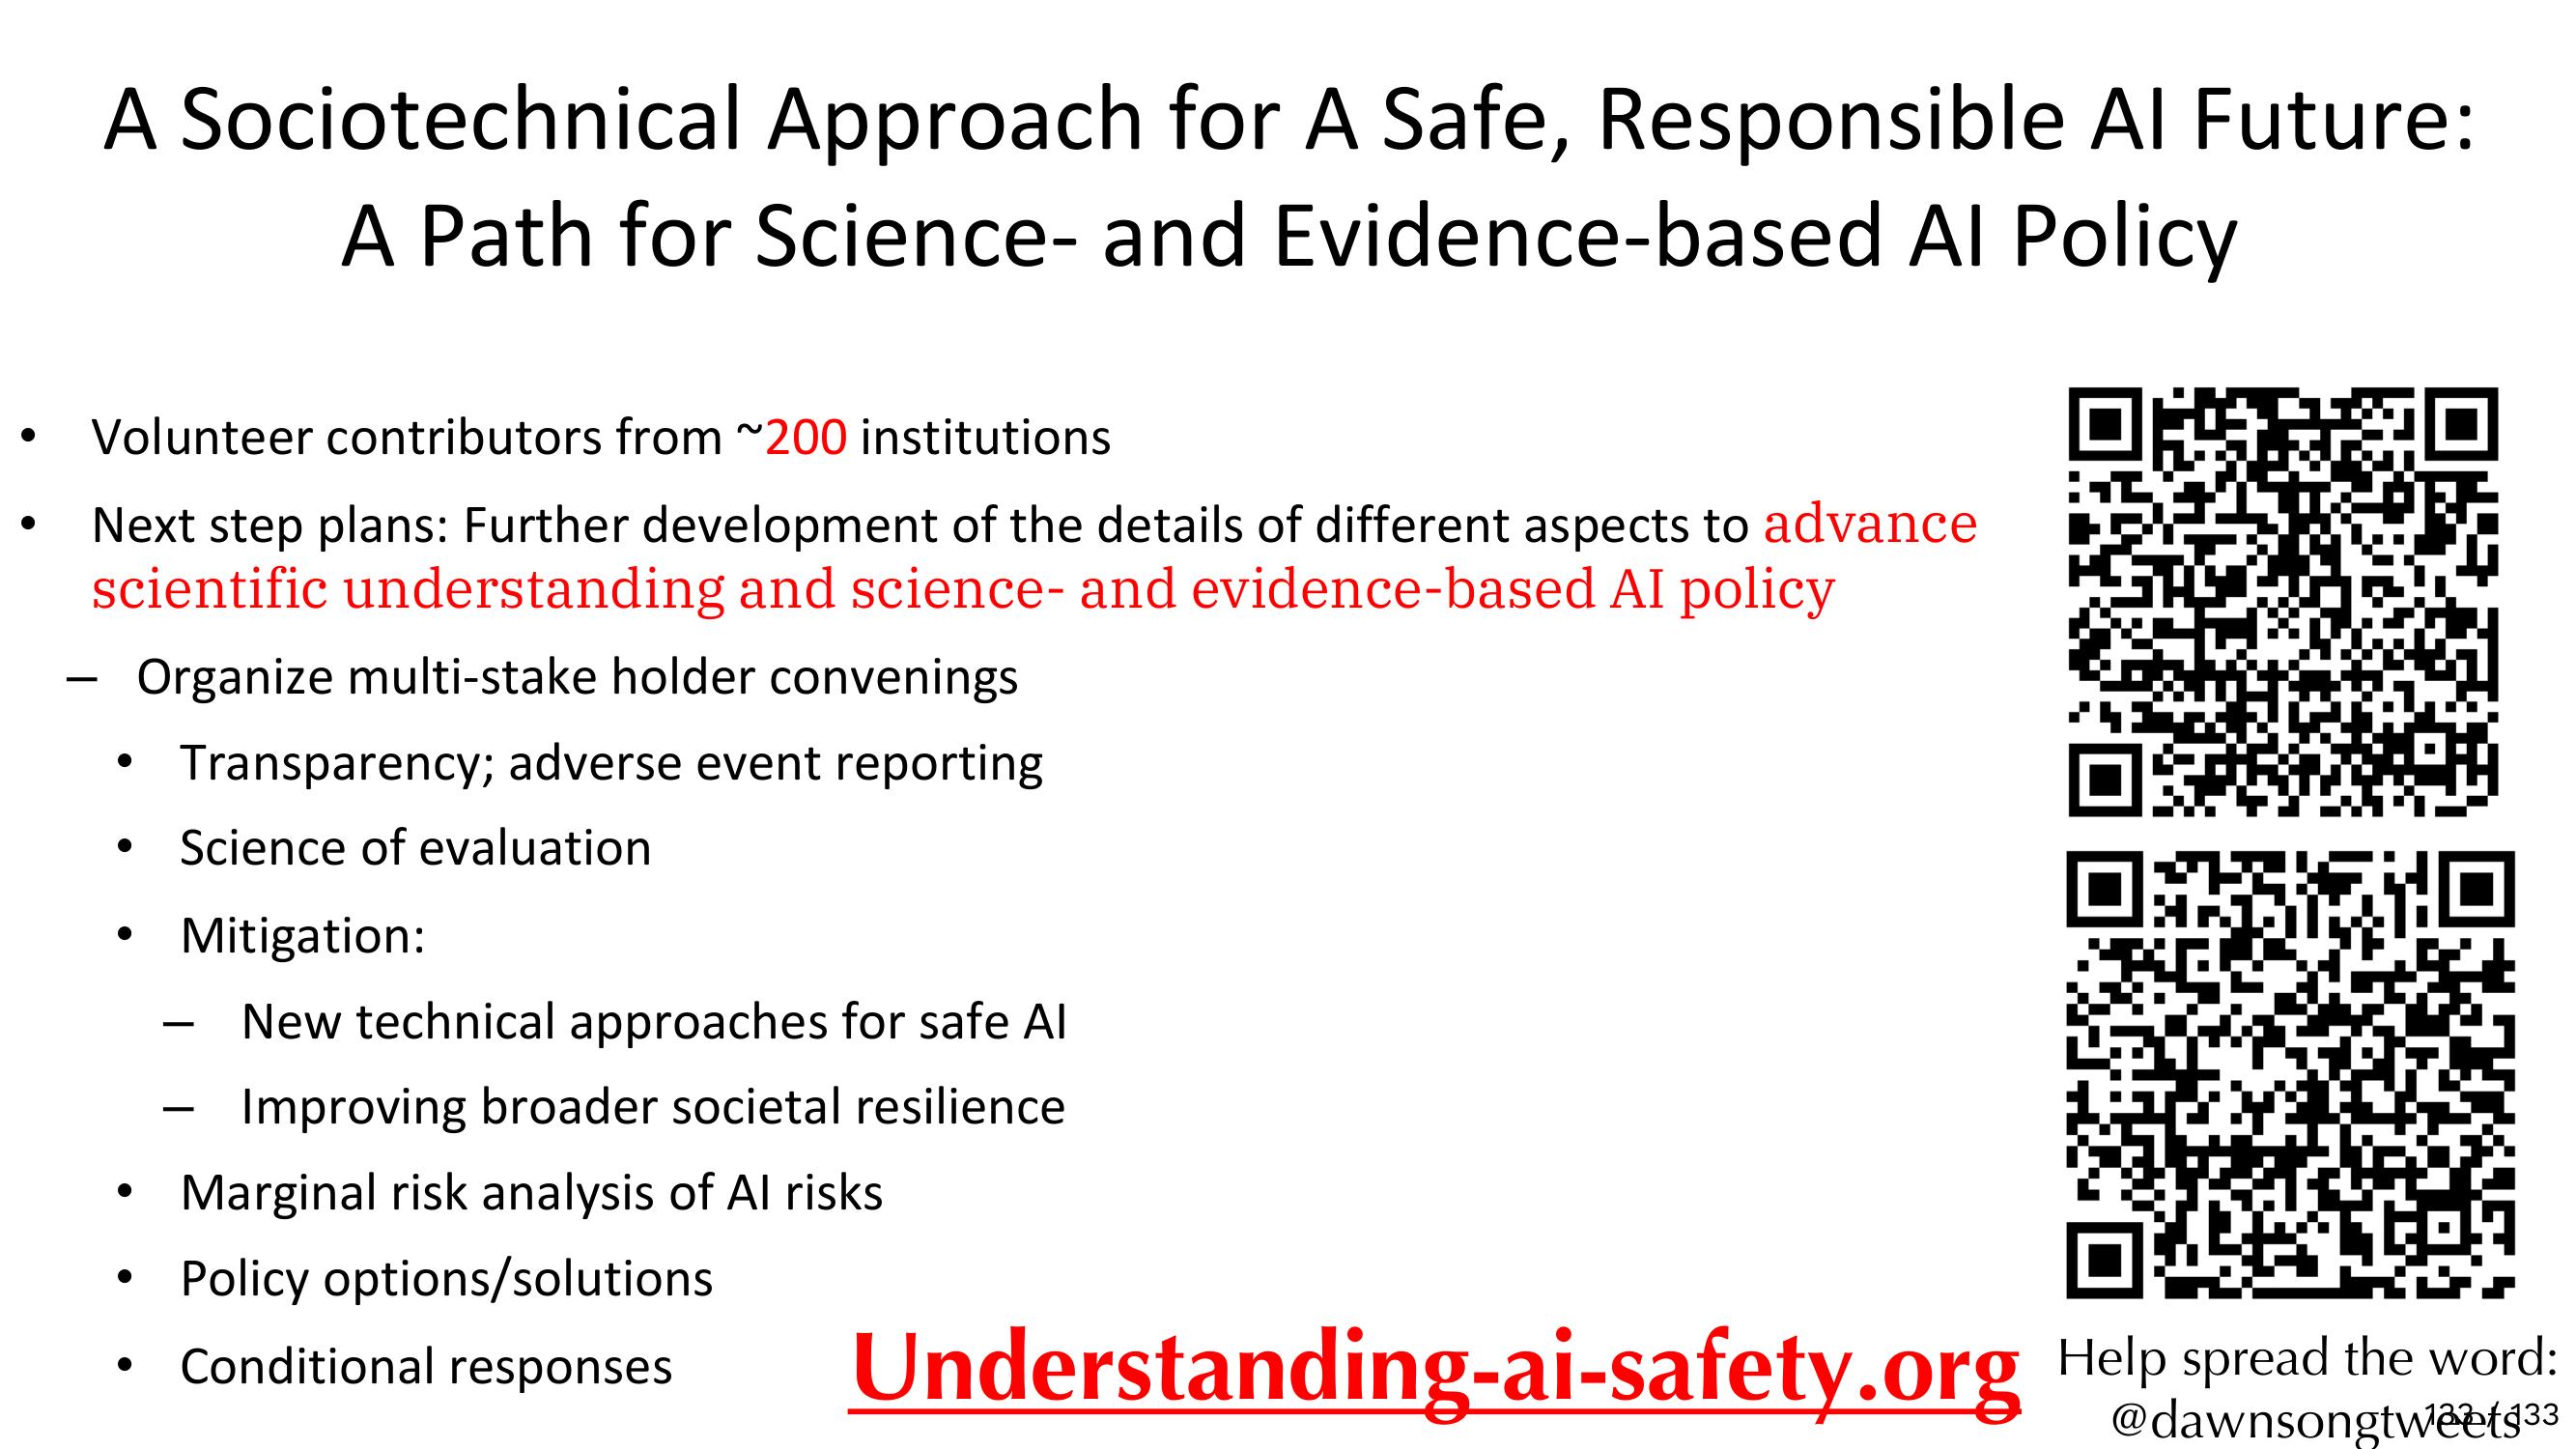 A Sociotechnical Approach for A Safe, Responsible AI Future:
A Path for Science- and Evidence-based AI Policy
• Volunteer contributors from ~200 institutions
• Next step plans: Further development of the details of different aspects to advance
scientific understanding and science- and evidence-based AI policy
– Organize multi-stake holder convenings
• Transparency; adverse event reporting
• Science of evaluation
• Mitigation:
– New technical approaches for safe AI
– Improving broader societal resilience
• Marginal risk analysis of AI risks
• Policy options/solutions
• Conditional responses
Understanding-ai-safety.org
Help spread the word:
@dawnsongtweets
133 / 133